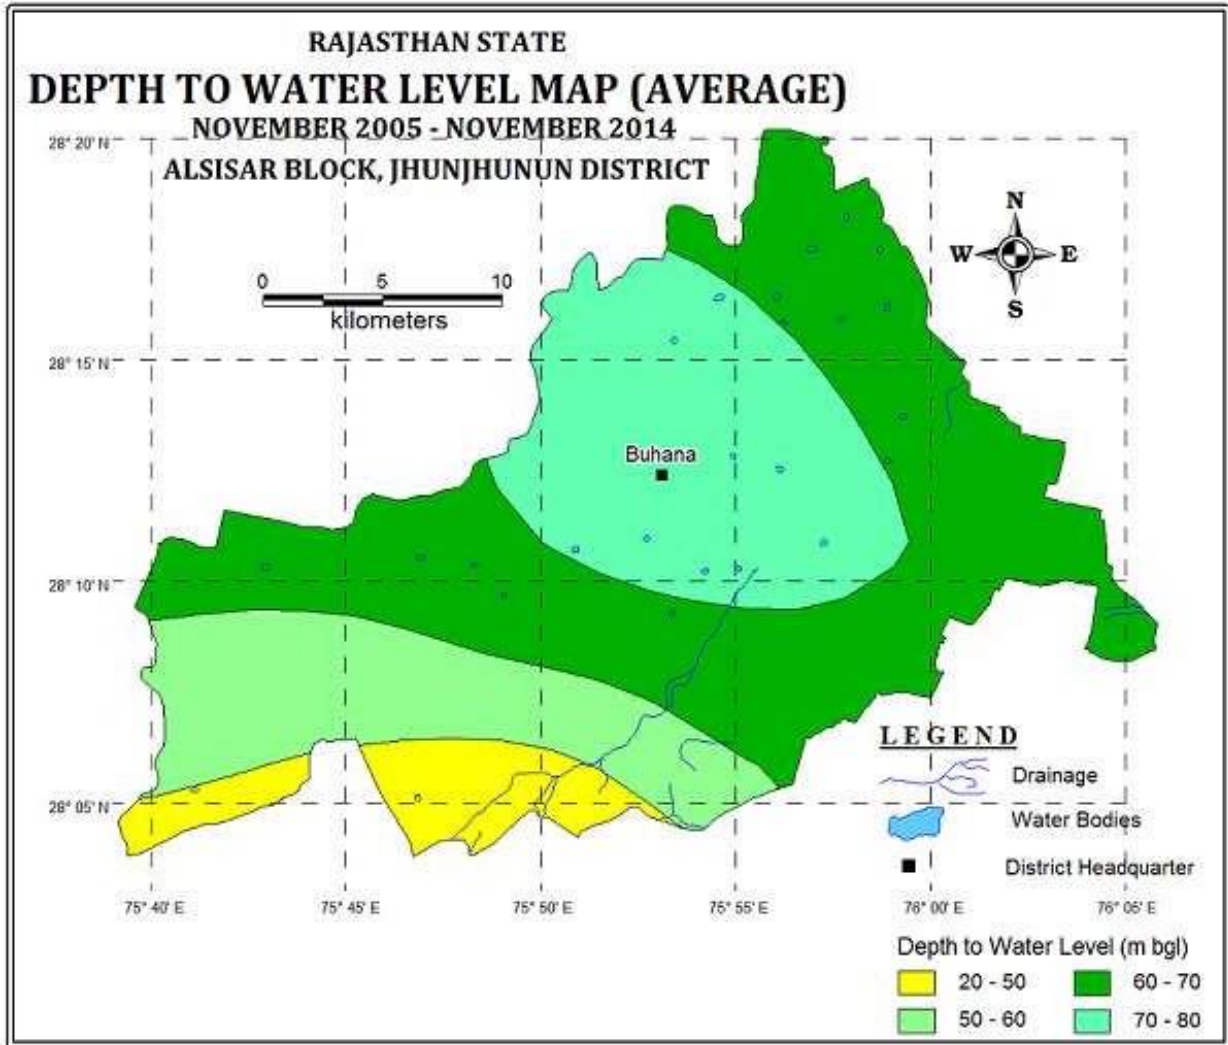 RAJASTHAN STATE
DEPTH TO WATER LEVEL MAP (AVERAGE)
NOVEMBER 2005 - NOVEMBER 2014
ALSISAR BLOCK, JHUNJHUNUN DISTRICT
28° 20' N
N
W E
S
0 5 10
kilometers
28° 15' N
Buhana
28° 10' N
LEGEND
Drainage
28° 05' N
Water Bodies
District Headquarter
75° 40' E 75° 45' E 75° 50' E 75° 55' E 76° 00' E 76° 05' E
Depth to Water Level (m bgl)
20 - 50 60 - 70
50 - 60 70 - 80